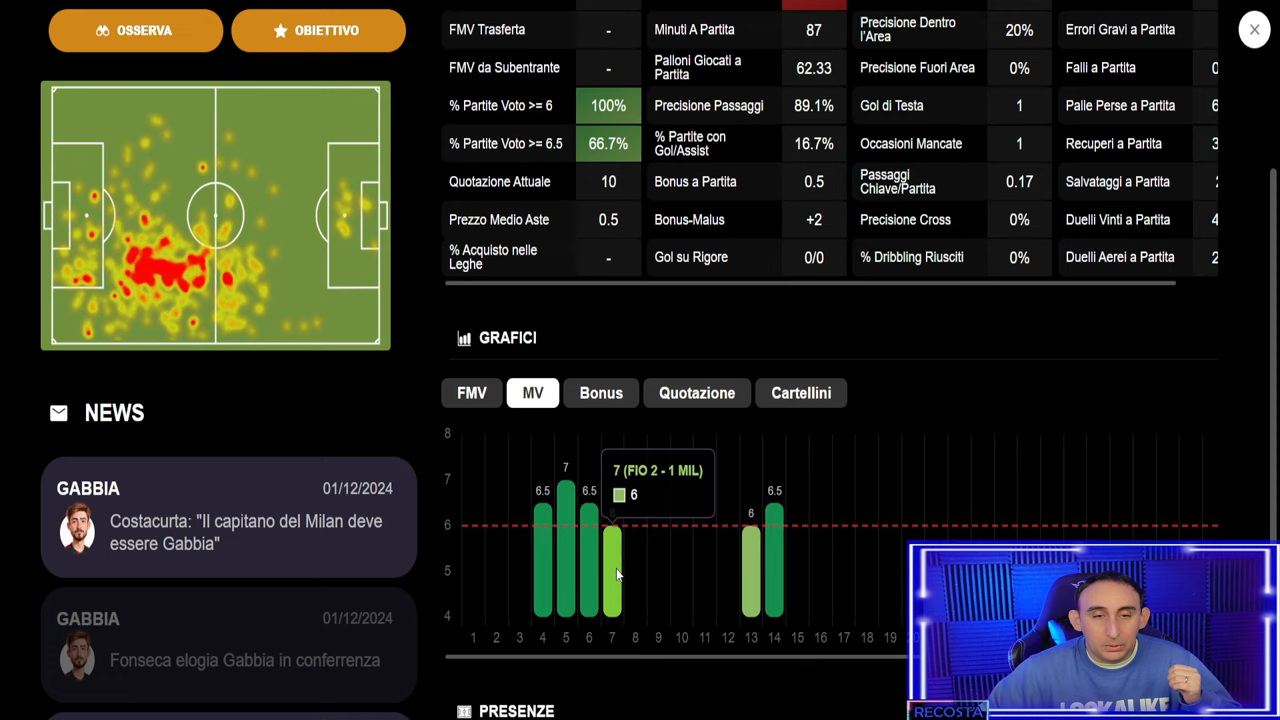 OSSERVA
OBIETTIVO
FMV Trasferta - Minuti A Partita 87 Precisione Dentro l'Area 20% Errori Gravi a Partita
FMV da Subentrante - Palloni Giocati a Partita 62.33 Precisione Fuori Area 0% Falli a Partita 0
% Partite Voto >= 6 100% Precisione Passaggi 89.1% Gol di Testa 1 Palle Perse a Partita 6
% Partite Voto >= 6.5 66.7% % Partite con Gol/Assist 16.7% Occasioni Mancate 1 Recuperi a Partita 3
Quotazione Attuale 10 Bonus a Partita 0.5 Passaggi Chiave/Partita 0.17 Salvataggi a Partita
Prezzo Medio Aste 0.5 Bonus-Malus +2 Precisione Cross 0% Duelli Vinti a Partita 4
% Acquisto nelle Leghe - Gol su Rigore 0/0 % Dribbling Riusciti 0% Duelli Aerei a Partita 2
GRAFICI
FMV MV Bonus Quotazione Cartellini
8
7
6
5
4
6.5 7 6.5 6 6 6.5
7 (FIO 2 - 1 MIL)
6
1 2 3 4 5 6 7 8 9 10 11 12 13 14 15 16 17 18 19
PRESENZE
NEWS
GABBIA 01/12/2024
Costacurta: "Il capitano del Milan deve
essere Gabbia"
GABBIA 01/12/2024
Fonseca elogia Gabbia in conferrenza
LOOKALIKE
RECOSTA